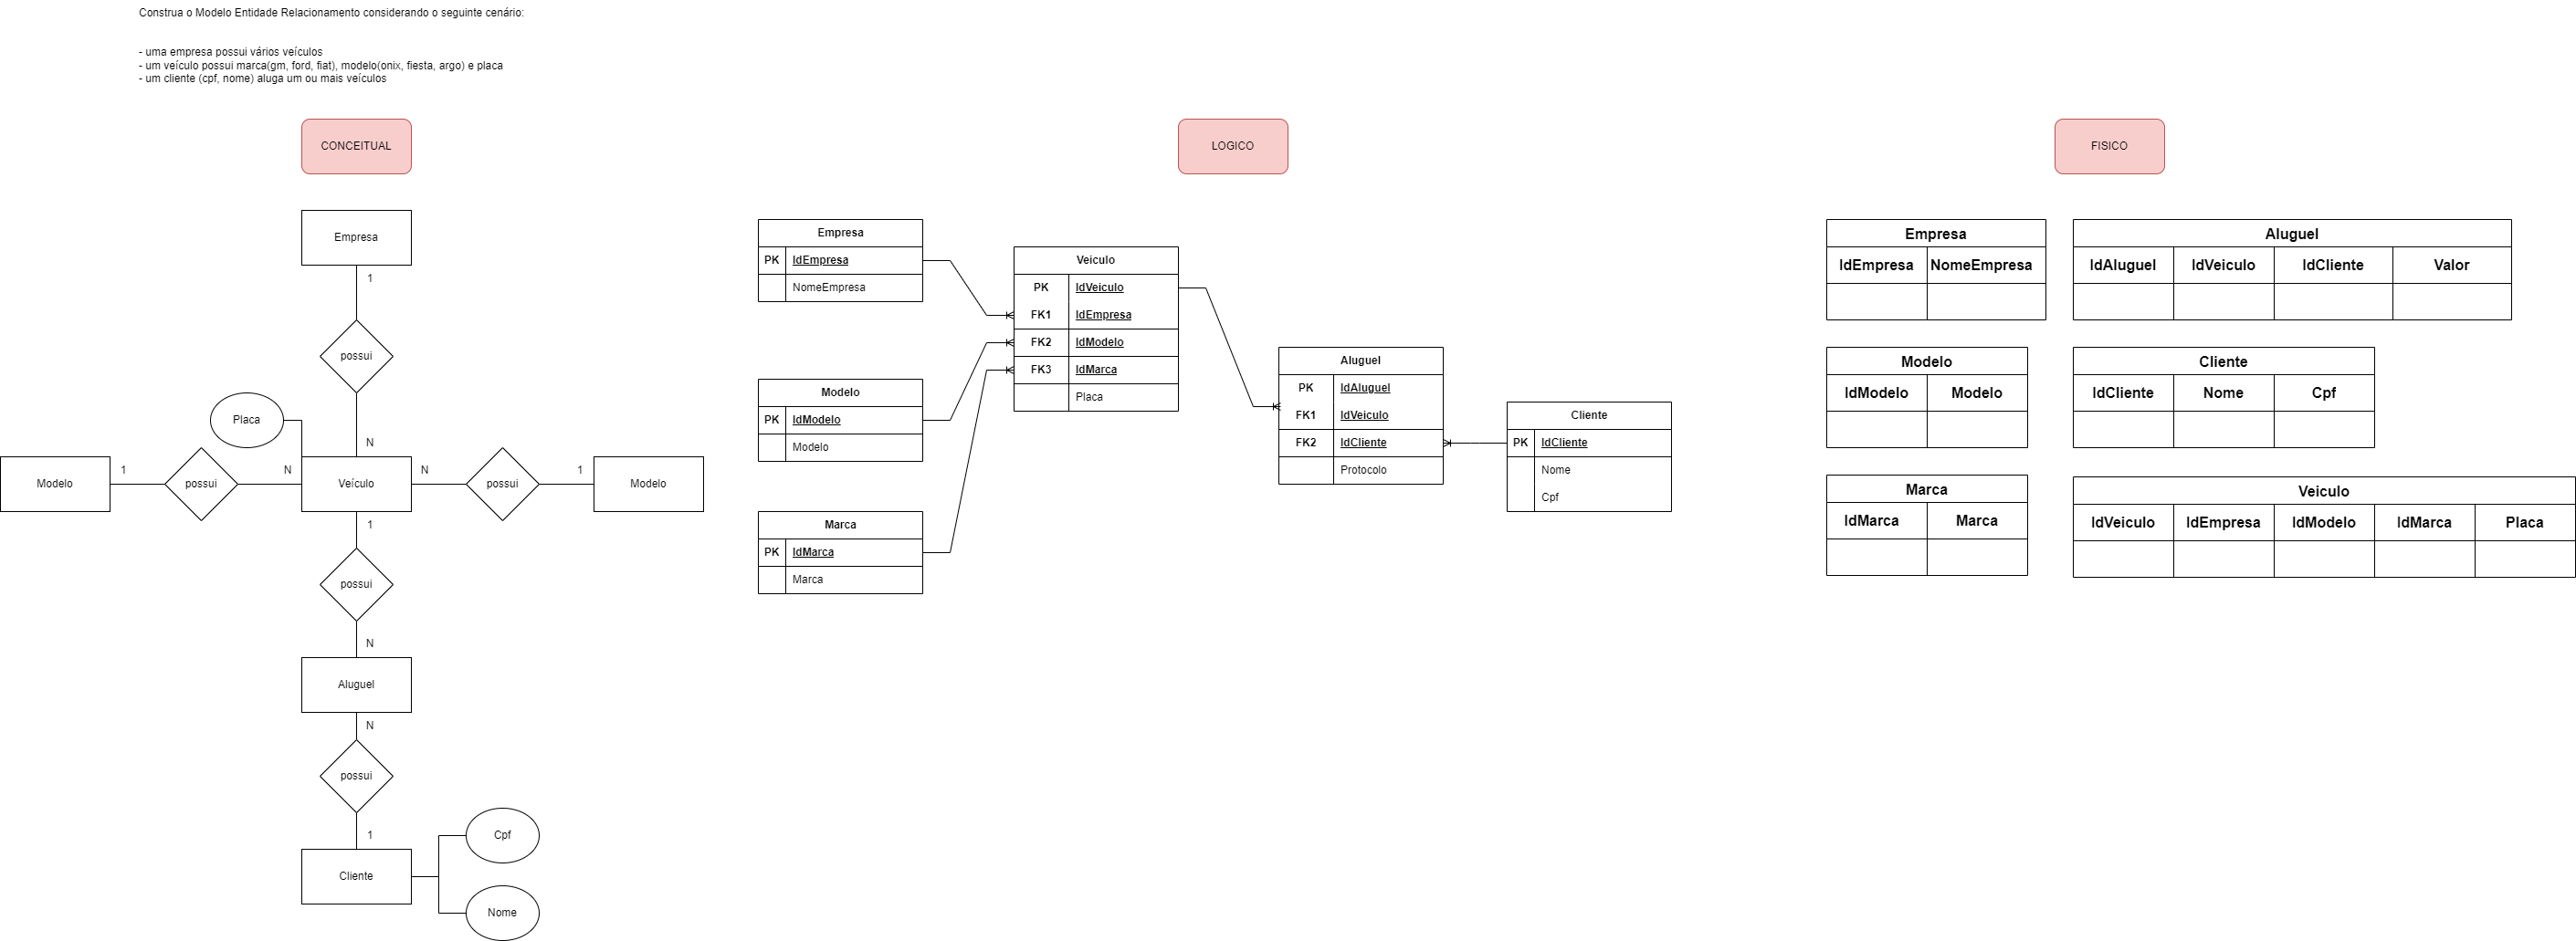 Construa o Modelo Entidade Relacionamento considerando o seguinte cenário:
- uma empresa possui vários veículos
- um veículo possui marca(gm, ford, fiat), modelo(onix, fiesta, argo) e placa
- um cliente (cpf, nome) aluga um ou mais veículos
CONCEITUAL
Empresa
1
possui
Placa
N
Modelo
1
possui
N
Veículo
N
possui
1
Modelo
1
possui
N
Aluguel
N
possui
1
Cliente
Cpf
Nome
LOGICO
Empresa
PK IdEmpresa
NomeEmpresa
Modelo
PK IdModelo
Modelo
Marca
PK IdMarca
Marca
Veiculo
PK IdVeiculo
FK1 IdEmpresa
FK2 IdModelo
FK3 IdMarca
Placa
Aluguel
PK IdAluguel
FK1 IdVeiculo
FK2 IdCliente
Protocolo
Cliente
PK IdCliente
Nome
Cpf
FISICO
Empresa
IdEmpresa NomeEmpresa
Aluguel
IdAluguel IdVeiculo IdCliente Valor
Modelo
IdModelo Modelo
Cliente
IdCliente Nome Cpf
Marca
IdMarca Marca
Veiculo
IdVeiculo IdEmpresa IdModelo IdMarca Placa